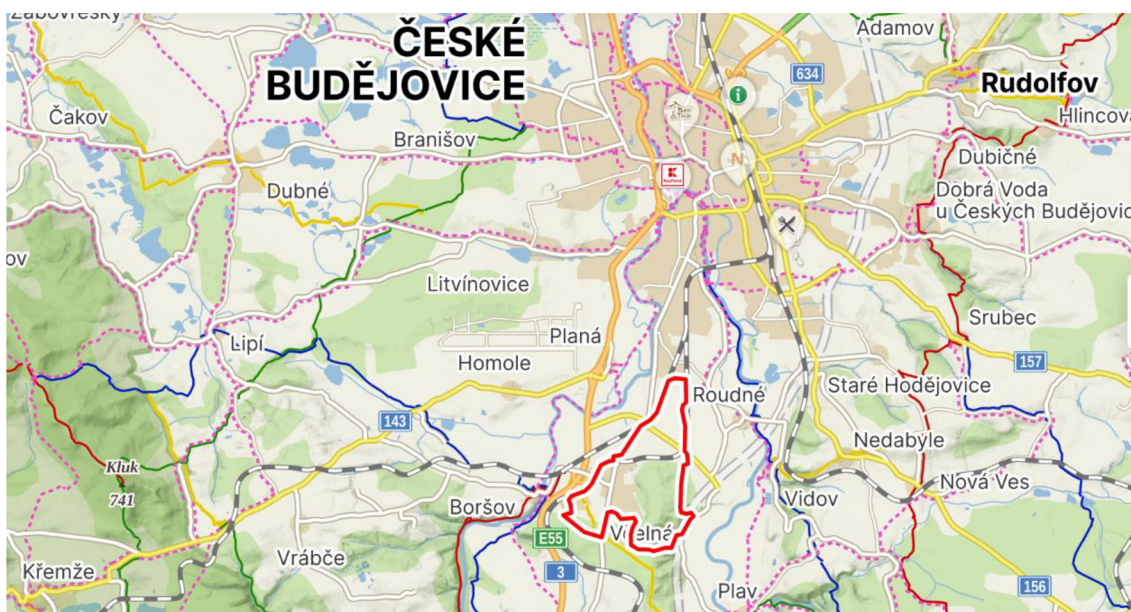 Zábovřesky
ČESKÉ
BUDĚJOVICE
Adamov
634
Rudolfov
Čakov
Hlincova
Branišov
Dubičné
Kaufland
Dubné
Dobrá Voda
u Českých Budějovic
ov
Litvínovice
Srubec
Planá
Lipí
Homole
157
Staré Hodějovice
Roudné
143
Nedabyle
Kluk
741
Nová Ves
Vidov
Boršov
Včelná
E55
Vrábče
Křemže
3
Plav
156